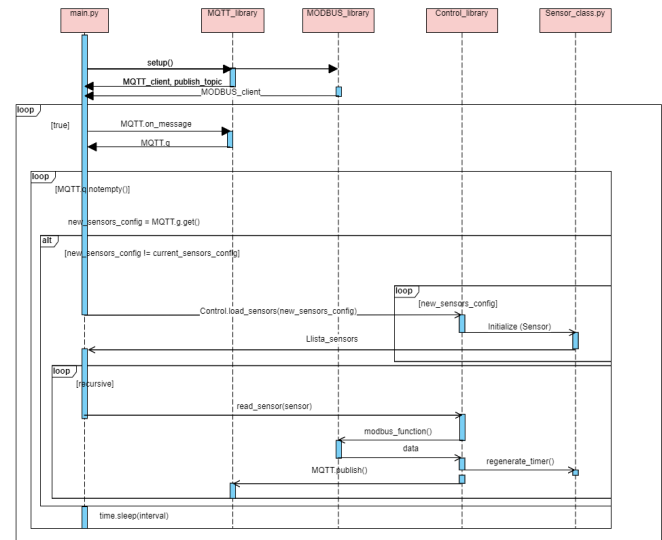 main.py
MQTT_library
MODBUS_library
Control_library
Sensor_class.py
setup()
MQTT_client, publish_topic
MODBUS_client
loop
[true]
MQTT.on_message
MQTT.q
loop
[MQTT.q.notempty()]
new_sensors_config = MQTT.g.get()
alt
[new_sensors_config != current_sensors_config]
loop
[new_sensors_config]
Control.load_sensors(new_sensors_config)
Initialize (Sensor)
Llista_sensors
loop
[recursive]
read_sensor(sensor)
modbus_function()
data
regenerate_timer()
MQTT.publish()
time.sleep(interval)